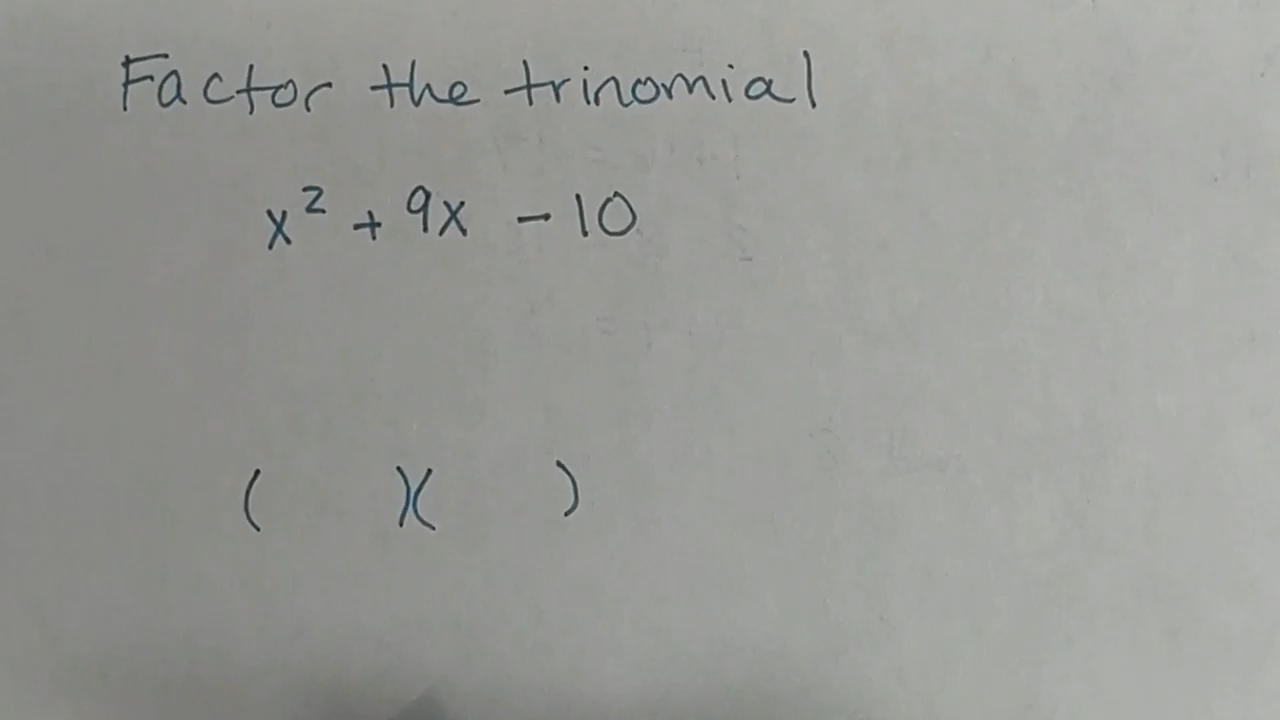 Factor the trinomial
x² + 9x - 10
( )( )